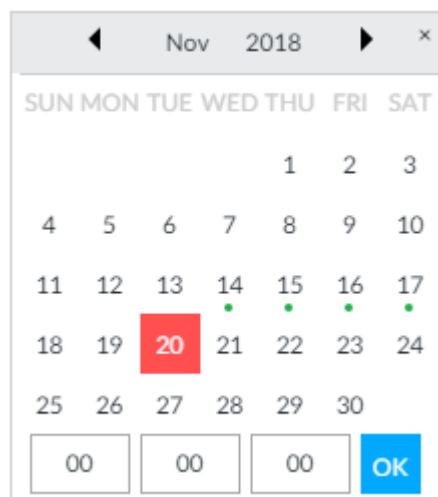 Nov 2018 ×
SUN MON TUE WED THU FRI SAT
1 2 3
4 5 6 7 8 9 10
11 12 13 14 15 16 17
18 19 20 21 22 23 24
25 26 27 28 29 30
00 00 00 OK